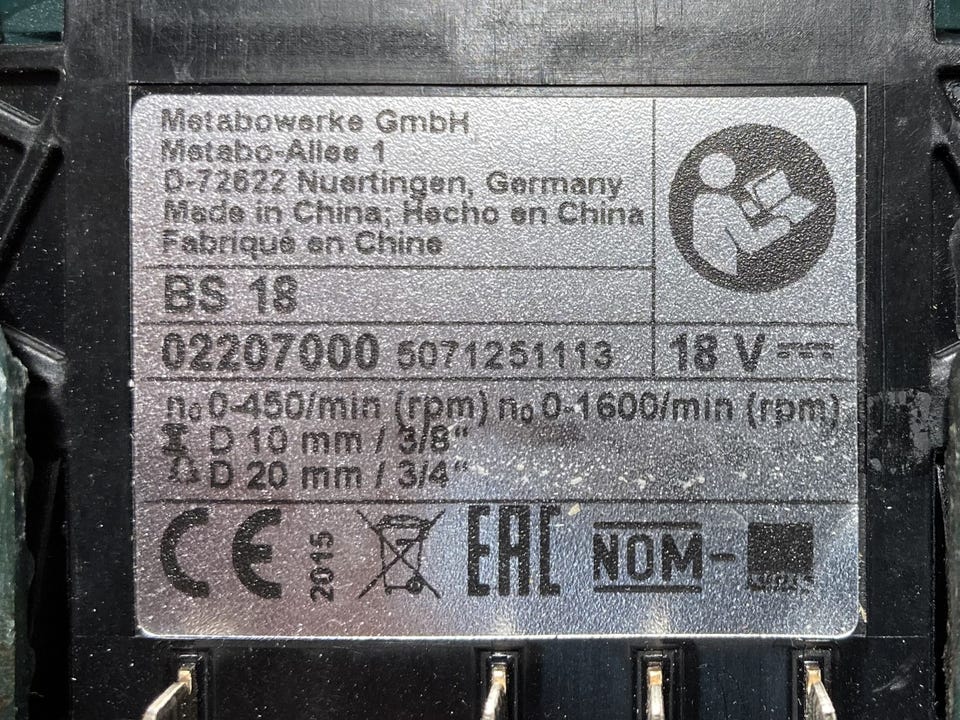 Metabowerke GmbH
Metabo-Allee 1
D-72622 Nuertingen, Germany
Made in China; Hecho en China
Fabriqué en Chine
BS 18
02207000 5071251113
18 V
n₀ 0-450/min (rpm) n₀ 0-1600/min (rpm)
D 10 mm / 3/8“
D 20 mm / 3/4“
CE 2015 EAC NOM-